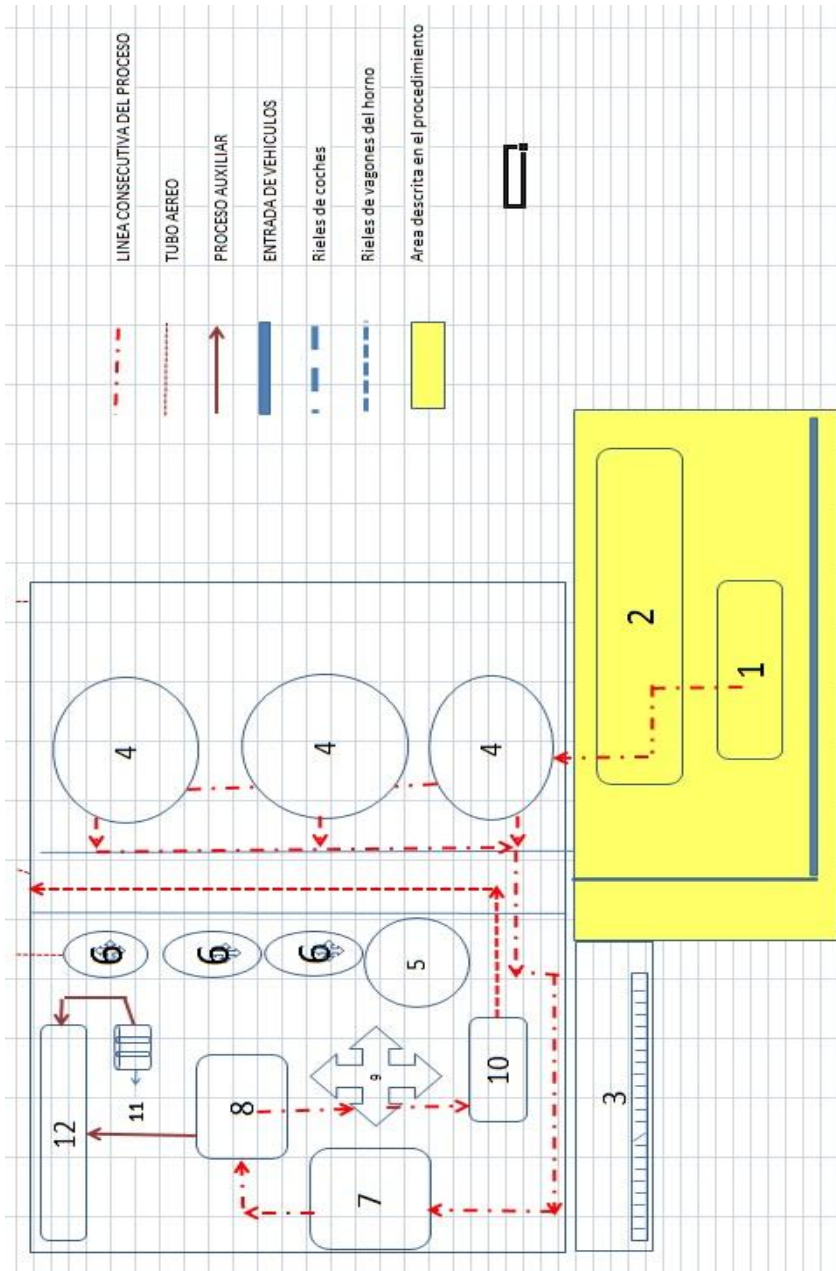 LINEA CONSECUTIVA DEL PROCESO
TUBO AEREO
PROCESO AUXILIAR
ENTRADA DE VEHICULOS
Rieles de coches
Rieles de vagones del horno
Area descrita en el procedimiento
4
4
4
2
1
6
6
6
5
12
11
8
9
10
7
3